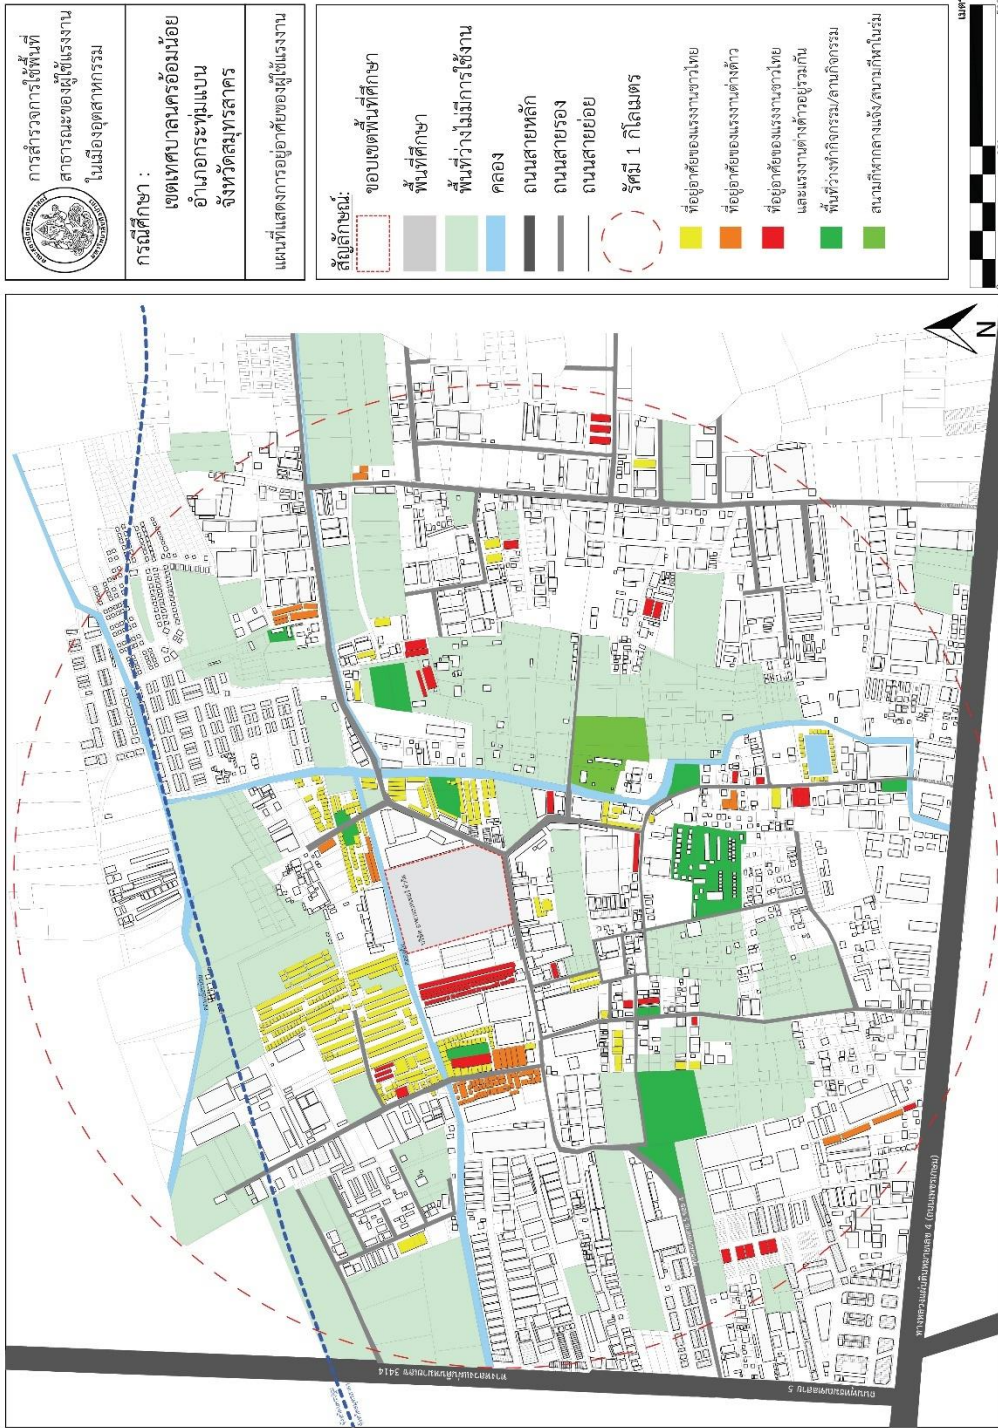 การสำรวจการใช้พื้นที่
สาธารณะของผู้ใช้แรงงาน
ในเมืองอุตสาหกรรม
กรณีศึกษา :
เขตเทศบาลนครอ้อมน้อย
อำเภอกระทุ่มแบน
จังหวัดสมุทรสาคร
แผนที่แสดงการอยู่อาศัยของผู้ใช้แรงงาน
สัญลักษณ์:
ขอบเขตพื้นที่ศึกษา
พื้นที่ศึกษา
พื้นที่ว่างไม่มีการใช้งาน
คลอง
ถนนสายหลัก
ถนนสายรอง
ถนนสายย่อย
รัศมี 1 กิโลเมตร
ที่อยู่อาศัยของแรงงานชาวไทย
ที่อยู่อาศัยของแรงงานต่างด้าว
ที่อยู่อาศัยของแรงงานชาวไทย
และแรงงานต่างด้าวอยู่รวมกัน
พื้นที่ว่างทำกิจกรรม/ลานกิจกรรม
สนามกีฬากลางแจ้ง/สนามกีฬาในร่ม
เมตร
N
ทางหลวงแผ่นดินหมายเลข 4 (ถนนเพชรเกษม)
ทางหลวงแผ่นดินหมายเลข 3414
ถนนพุทธมณฑลสาย 5